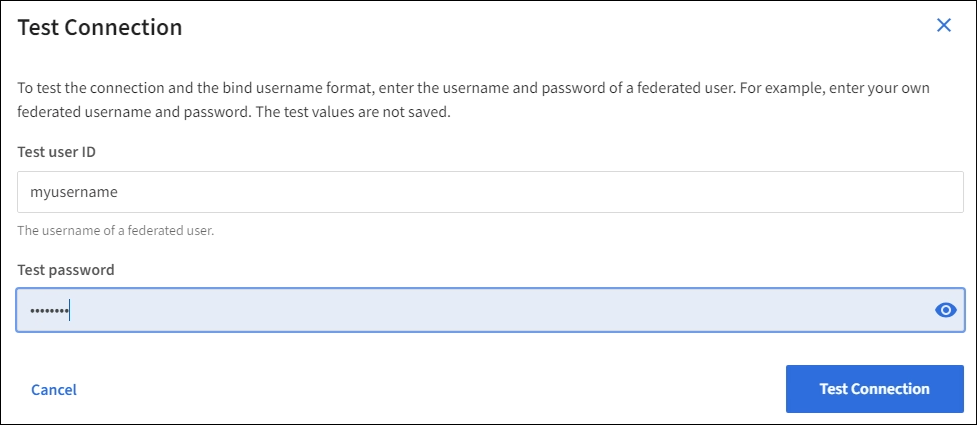 Test Connection
To test the connection and the bind username format, enter the username and password of a federated user. For example, enter your own
federated username and password. The test values are not saved.
Test user ID
myusername
The username of a federated user.
Test password
••••••••
Cancel
Test Connection